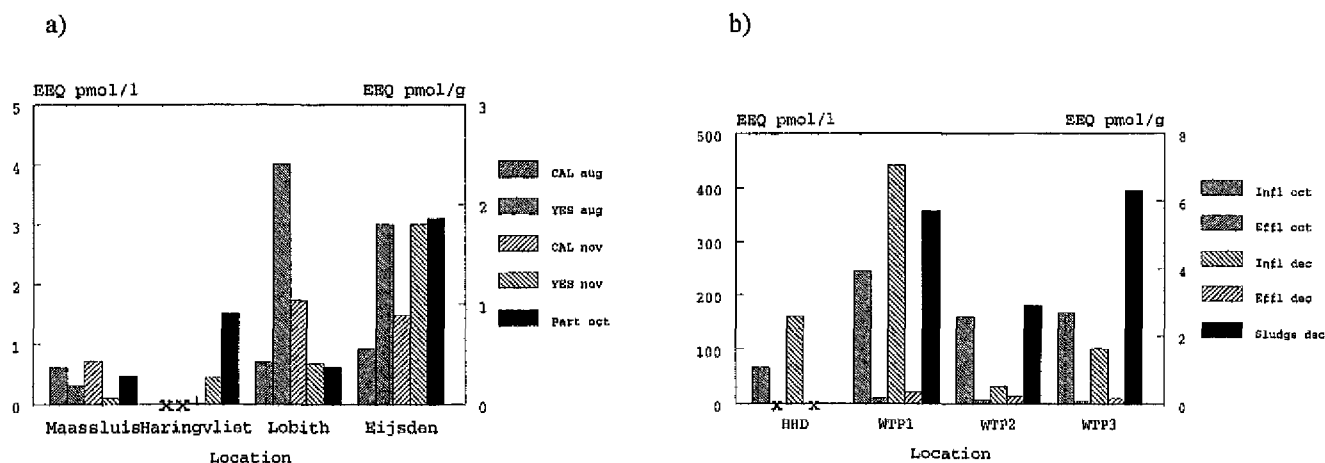 a)
EEQ pmol/l EEQ pmol/g
5 3
4
3 2
2
1 1
0 0
x x
Maassluis Haringvliet Lobith Eijsden
Location
CAL aug
YES aug
CAL nov
YES nov
Part oct
b)
EEQ pmol/l EEQ pmol/g
500 8
400 6
300
200 4
100 2
0 0
x x
HHD WTP1 WTP2 WTP3
Location
Infl oct
Effl oct
Infl dec
Effl dec
Sludge dec